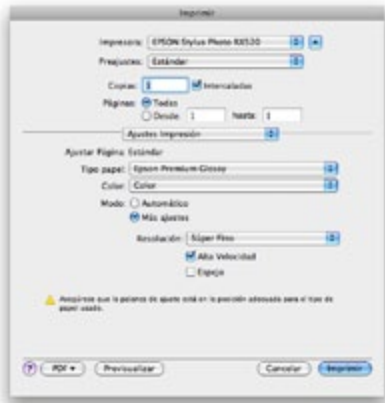 Imprimir
Impresora: EPSON Stylus Photo RX520
Preajustes: Estándar
Copias: 1 Intercaladas
Páginas: Todas
Desde: 1 hasta: 1
Ajustes Impresión
Ajustar Página: Estándar
Tipo papel: Epson Premium Glossy
Color: Color
Modo: Automático
Más ajustes
Resolución: Súper Fino
Alta Velocidad
Espejo
Asegúrese que la palanca de ajuste está en la posición adecuada para el tipo de
papel usado.
? PDF Previsualizar Cancelar Imprimir